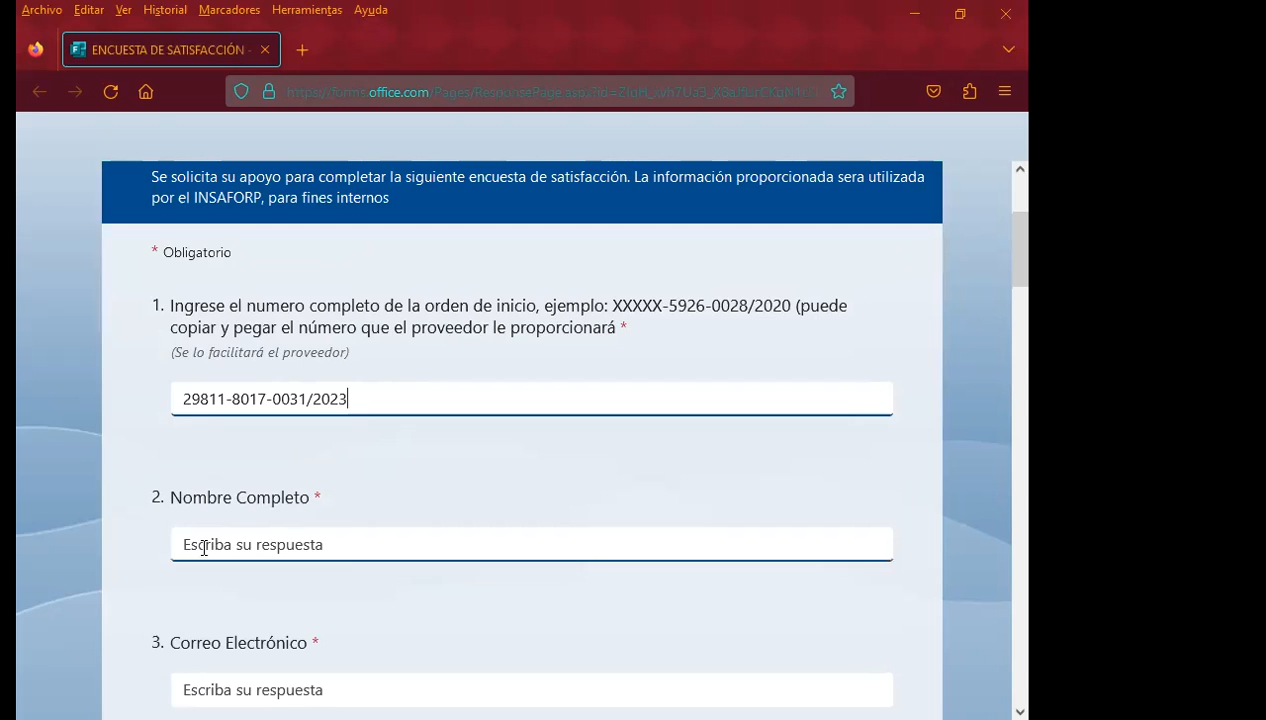 Archivo Editar Ver Historial Marcadores Herramientas Ayuda
ENCUESTA DE SATISFACCIÓN
Se solicita su apoyo para completar la siguiente encuesta de satisfacción. La información proporcionada sera utilizada
por el INSAFORP, para fines internos
* Obligatorio
1. Ingrese el numero completo de la orden de inicio, ejemplo: XXXXX-5926-0028/2020 (puede
copiar y pegar el número que el proveedor le proporcionará *
(Se lo facilitará el proveedor)
29811-8017-0031/2023
2. Nombre Completo *
Escriba su respuesta
3. Correo Electrónico *
Escriba su respuesta